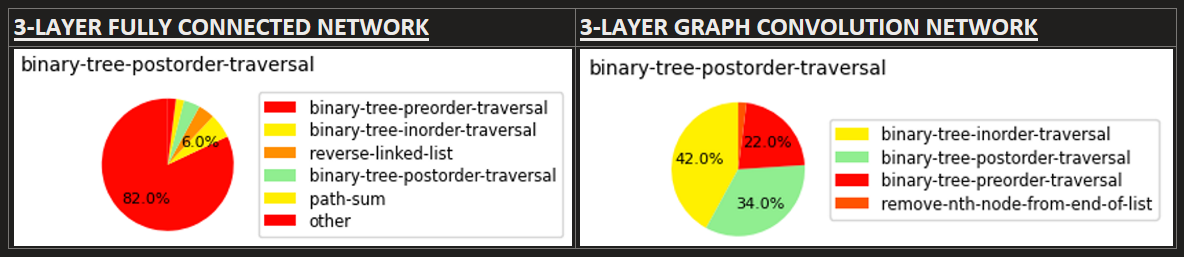 3-LAYER FULLY CONNECTED NETWORK
binary-tree-postorder-traversal
6.0%
82.0%
binary-tree-preorder-traversal
binary-tree-inorder-traversal
reverse-linked-list
binary-tree-postorder-traversal
path-sum
other
3-LAYER GRAPH CONVOLUTION NETWORK
binary-tree-postorder-traversal
42.0%
22.0%
34.0%
binary-tree-inorder-traversal
binary-tree-postorder-traversal
binary-tree-preorder-traversal
remove-nth-node-from-end-of-list